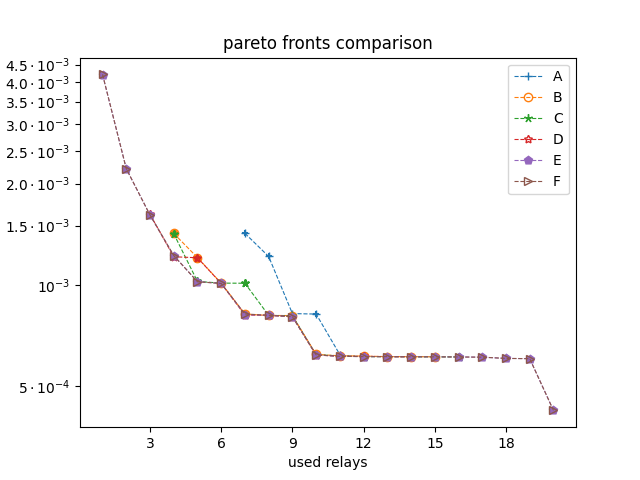 pareto fronts comparison
4.5·10⁻³
4.0·10⁻³
3.5·10⁻³
3.0·10⁻³
2.5·10⁻³
2.0·10⁻³
1.5·10⁻³
10⁻³
5·10⁻⁴
A
B
C
D
E
F
3 6 9 12 15 18
used relays